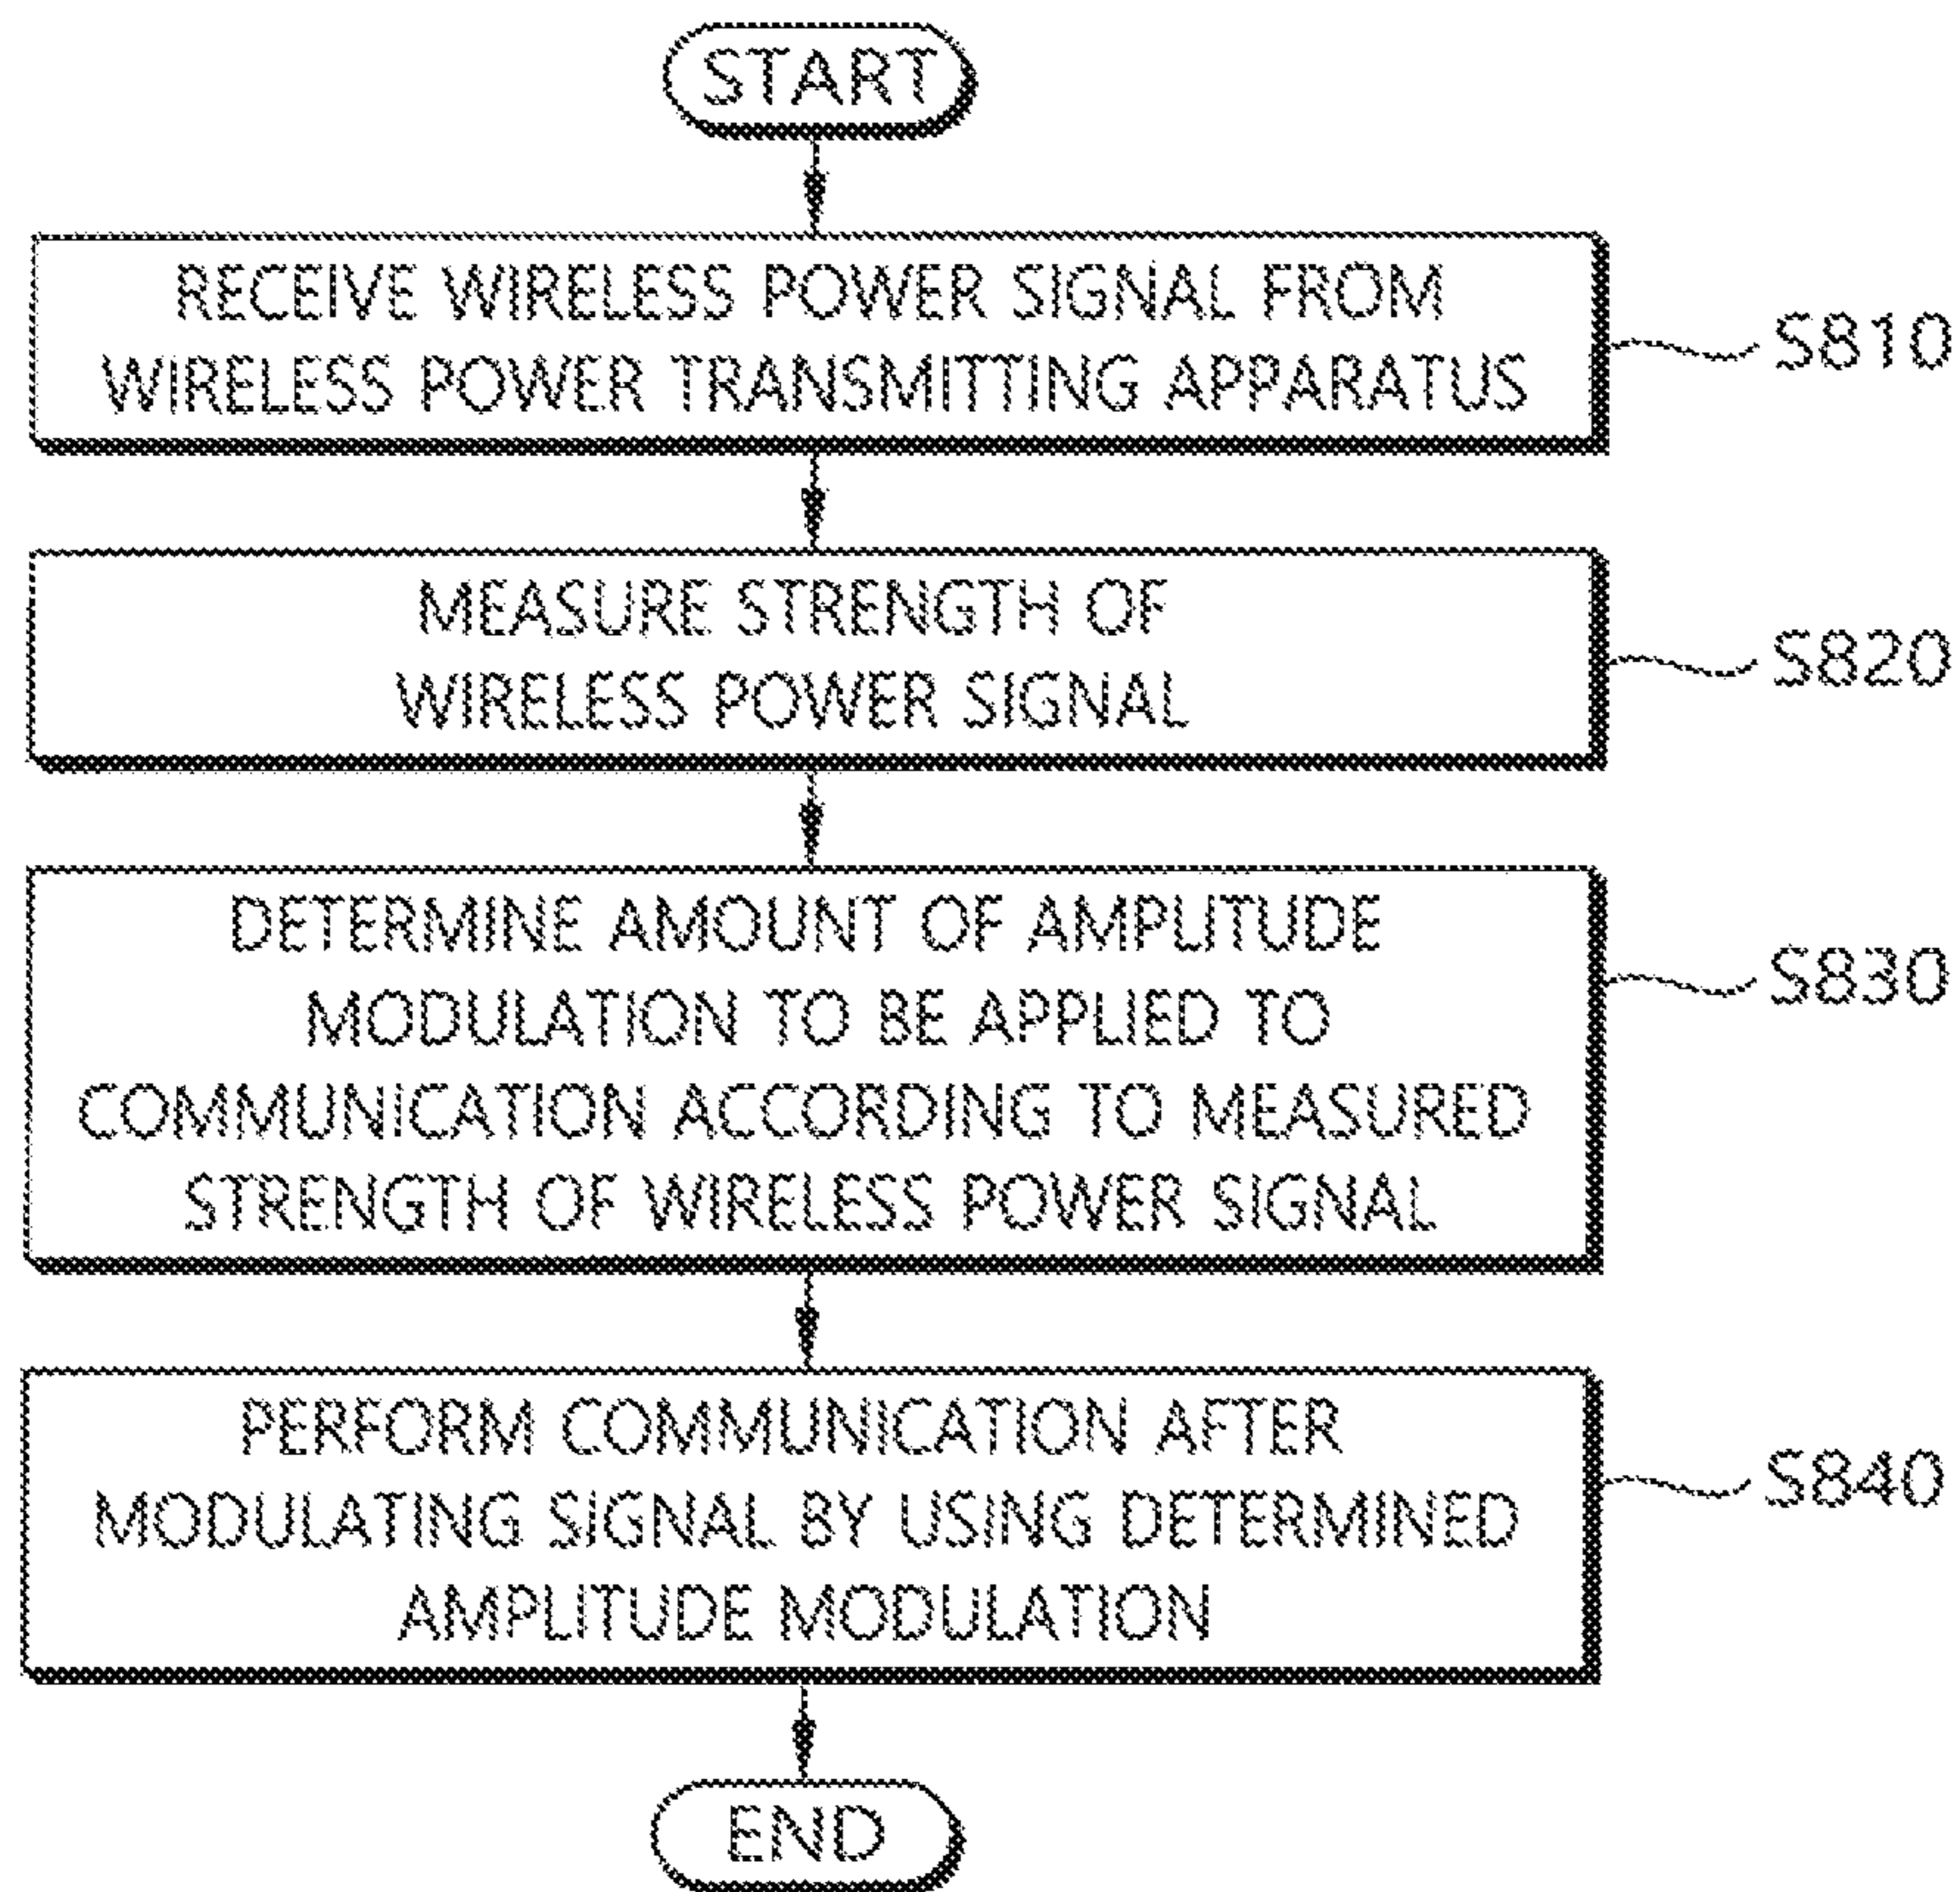 START
RECEIVE WIRELESS POWER SIGNAL FROM
WIRELESS POWER TRANSMITTING APPARATUS
S810
MEASURE STRENGTH OF
WIRELESS POWER SIGNAL
S820
DETERMINE AMOUNT OF AMPLITUDE
MODULATION TO BE APPLIED TO
COMMUNICATION ACCORDING TO MEASURED
STRENGTH OF WIRELESS POWER SIGNAL
S830
PERFORM COMMUNICATION AFTER
MODULATING SIGNAL BY USING DETERMINED
AMPLITUDE MODULATION
S840
END